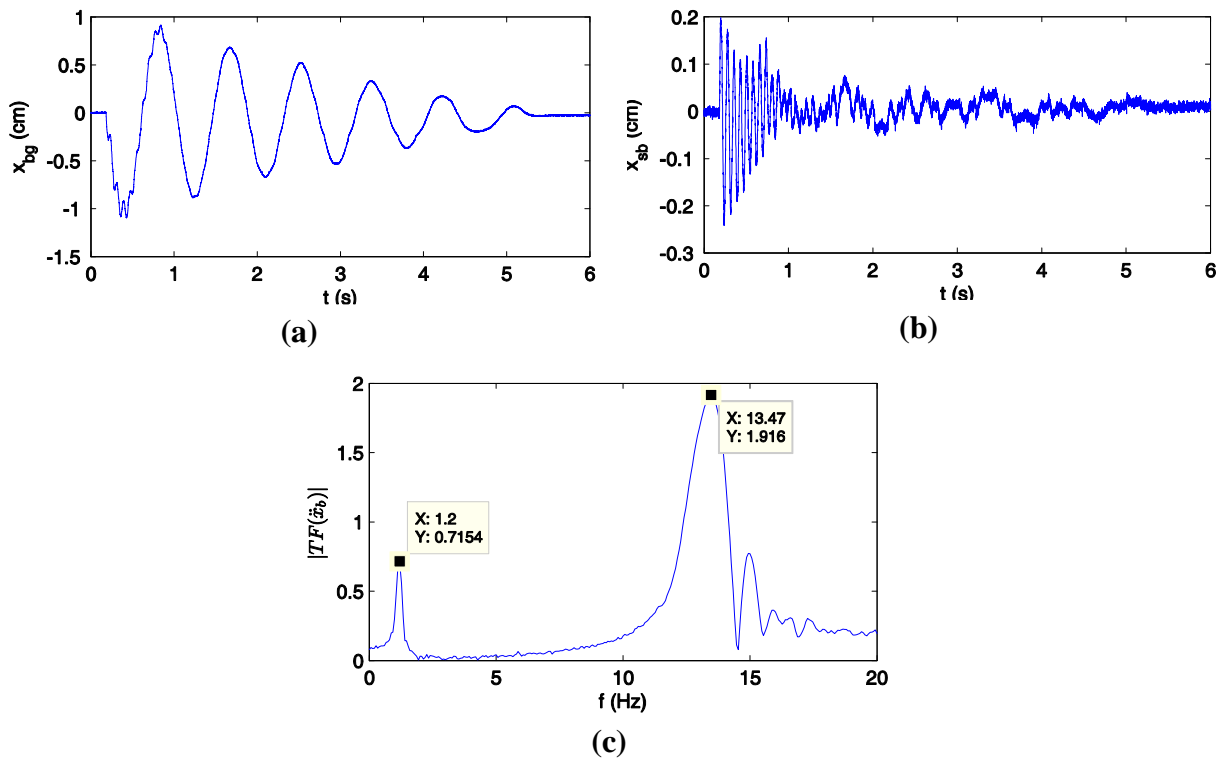 1
0.5
0
-0.5
-1
-1.5
x_bg (cm)
0 1 2 3 4 5 6
t (s)
(a)
0.2
0.1
0
-0.1
-0.2
-0.3
x_sb (cm)
0 1 2 3 4 5 6
t (s)
(b)
2
1.5
1
0.5
0
|TF(ẍ_b)|
X: 1.2
Y: 0.7154
X: 13.47
Y: 1.916
0 5 10 15 20
f (Hz)
(c)